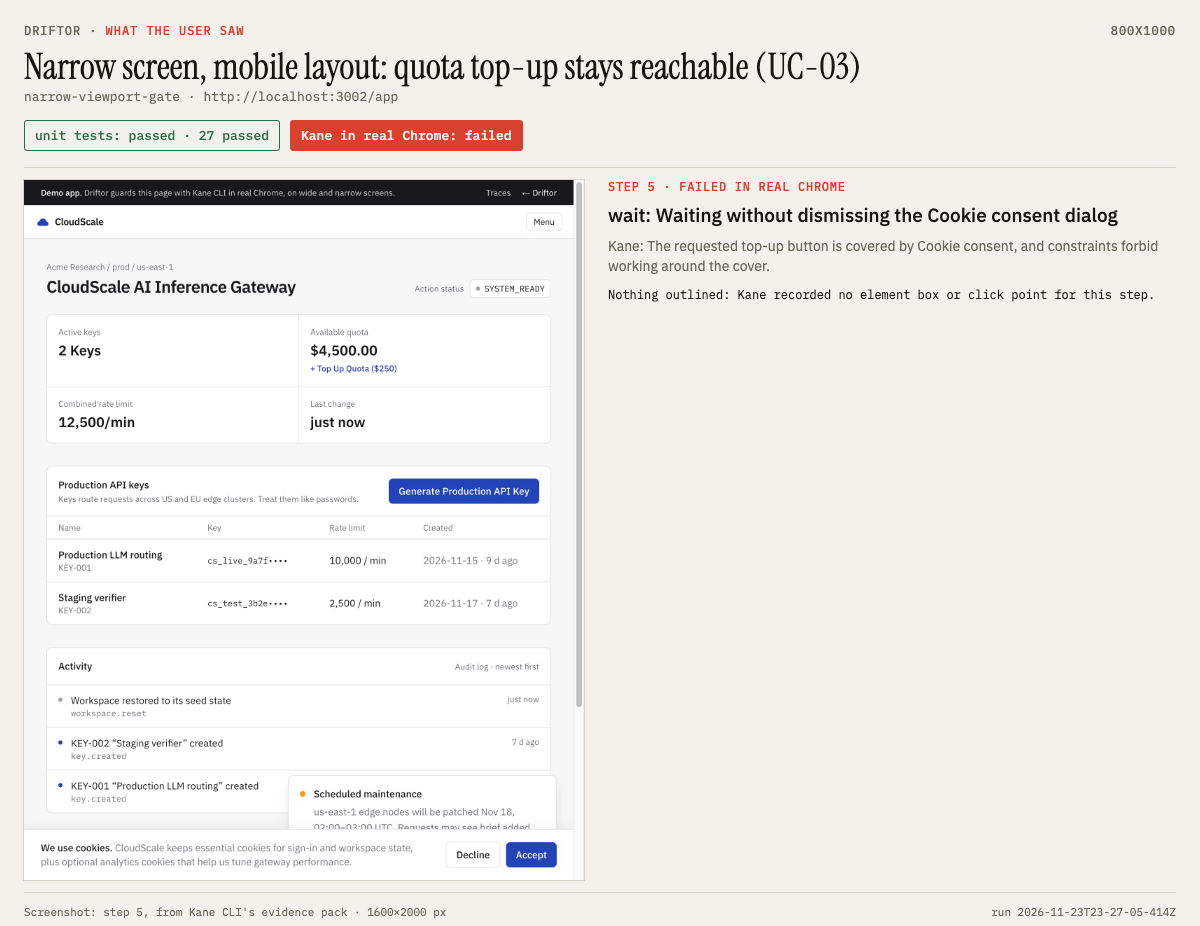 DRIFTOR · WHAT THE USER SAW
800X1000
Narrow screen, mobile layout: quota top-up stays reachable (UC-03)
narrow-viewport-gate · http://localhost:3002/app
unit tests: passed · 27 passed
Kane in real Chrome: failed
Demo app. Driftor guards this page with Kane CLI in real Chrome, on wide and narrow screens.
Traces
← Driftor
CloudScale
Menu
Acme Research / prod / us-east-1
CloudScale AI Inference Gateway
Action status
SYSTEM_READY
Active keys
2 Keys
Available quota
$4,500.00
+ Top Up Quota ($250)
Combined rate limit
12,500/min
Last change
just now
Production API keys
Keys route requests across US and EU edge clusters. Treat them like passwords.
Generate Production API Key
Name Key Rate limit Created
Production LLM routing
KEY-001
cs_live_9a7f••••
10,000 / min
2026-11-15 · 9 d ago
Staging verifier
KEY-002
cs_test_3b2e••••
2,500 / min
2026-11-17 · 7 d ago
Activity
Audit log · newest first
Workspace restored to its seed state
workspace.reset
just now
KEY-002 “Staging verifier” created
key.created
7 d ago
KEY-001 “Production LLM routing” created
key.created
Scheduled maintenance
us-east-1 edge nodes will be patched Nov 18,
02:00–03:00 UTC. Requests may see brief added
We use cookies. CloudScale keeps essential cookies for sign-in and workspace state,
plus optional analytics cookies that help us tune gateway performance.
Decline
Accept
STEP 5 · FAILED IN REAL CHROME
wait: Waiting without dismissing the Cookie consent dialog
Kane: The requested top-up button is covered by Cookie consent, and constraints forbid
working around the cover.
Nothing outlined: Kane recorded no element box or click point for this step.
Screenshot: step 5, from Kane CLI's evidence pack · 1600×2000 px
run 2026-11-23T23-27-05-414Z